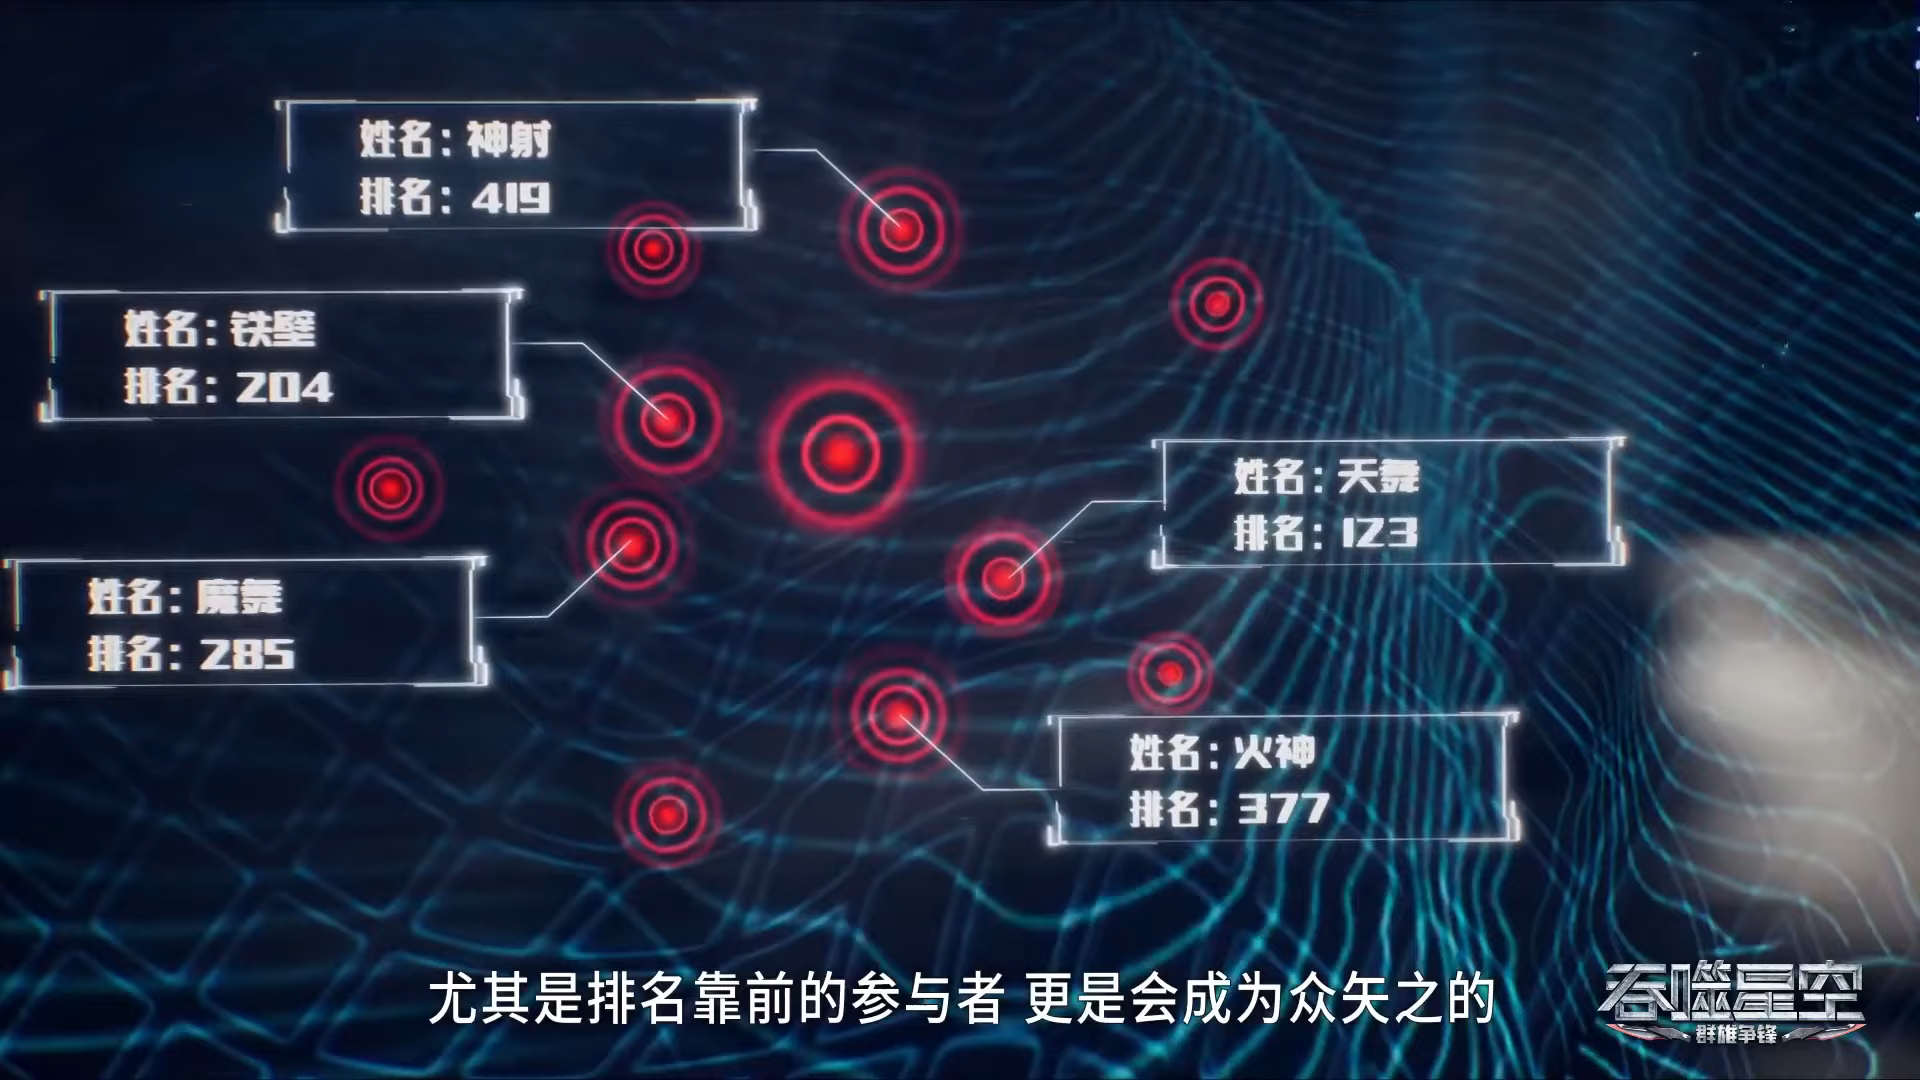 姓名：神射
排名：419
姓名：铁壁
排名：204
姓名：天舞
排名：123
姓名：魔舞
排名：285
姓名：火神
排名：377
尤其是排名靠前的参与者 更是会成为众矢之的
吞噬星空
群雄争锋